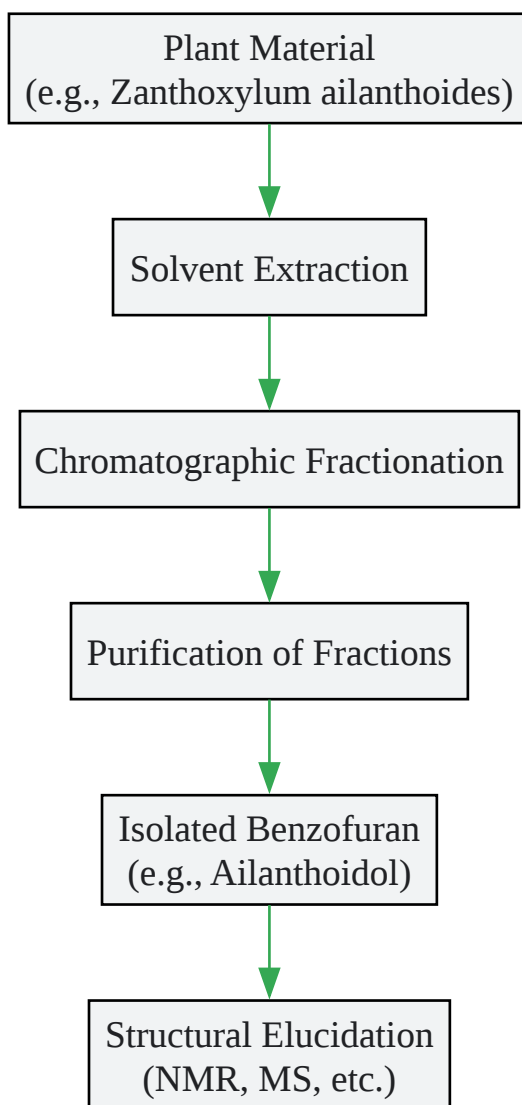 Plant Material
(e.g., Zanthoxylum ailanthoides)
Solvent Extraction
Chromatographic Fractionation
Purification of Fractions
Isolated Benzofuran
(e.g., Ailanthoidol)
Structural Elucidation
(NMR, MS, etc.)